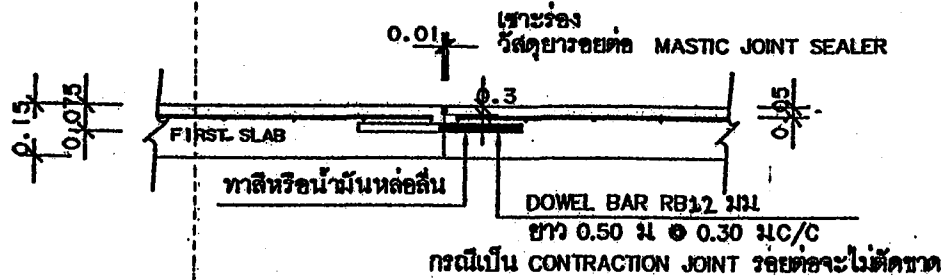 เซาะร่อง
0.01 วัสดุยารอยต่อ MASTIC JOINT SEALER
0.15 0.075 0.3 0.05
FIRST SLAB
ทาสีหรือน้ำมันหล่อลื่น
DOWEL BAR RB12 มม
ยาว 0.50 ม @ 0.30 ม.C/C
กรณีเป็น CONTRACTION JOINT รอยต่อจะไม่ตัดขาด